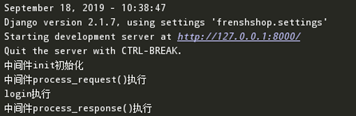 September 18, 2019 - 10:38:47
Django version 2.1.7, using settings 'frenshshop.settings'
Starting development server at http://127.0.0.1:8000/
Quit the server with CTRL-BREAK.
中间件init初始化
中间件process_request()执行
login执行
中间件process_response()执行